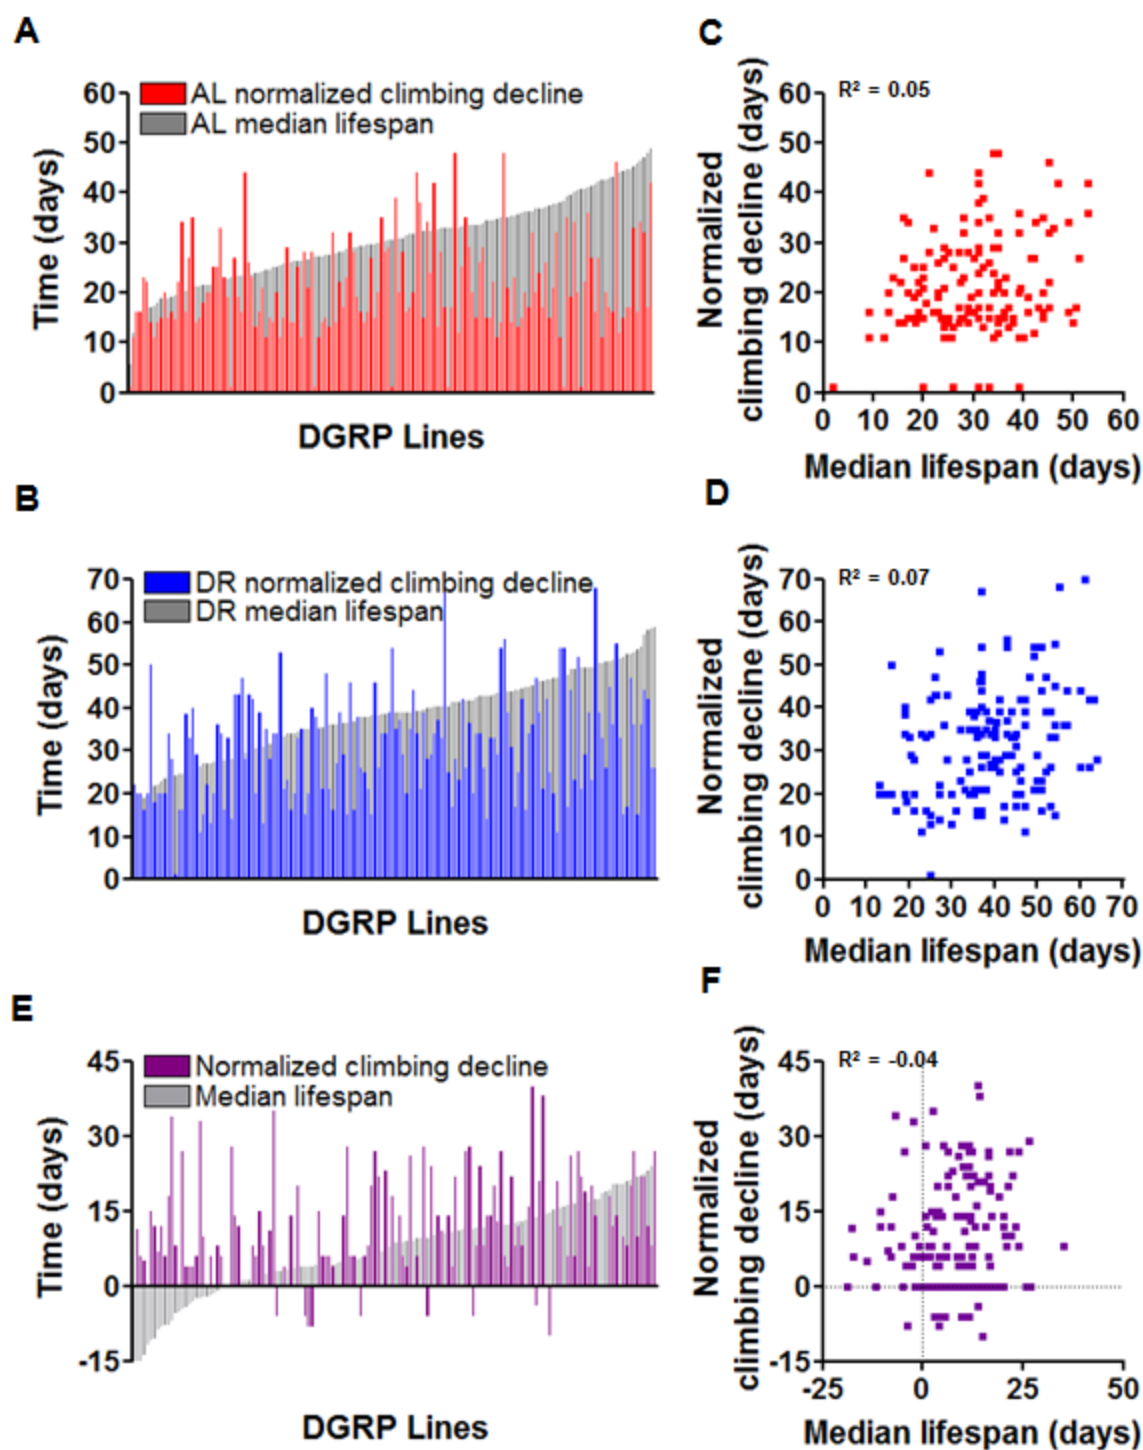 A
AL normalized climbing decline
AL median lifespan
Time (days)
60
50
40
30
20
10
0
DGRP Lines
C
R² = 0.05
Normalized
climbing decline (days)
60
50
40
30
20
10
0
0 10 20 30 40 50 60
Median lifespan (days)
B
DR normalized climbing decline
DR median lifespan
Time (days)
70
60
50
40
30
20
10
0
DGRP Lines
D
R² = 0.07
Normalized
climbing decline (days)
70
60
50
40
30
20
10
0
0 10 20 30 40 50 60 70
Median lifespan (days)
E
Normalized climbing decline
Median lifespan
Time (days)
45
30
15
0
-15
DGRP Lines
F
R² = -0.04
Normalized
climbing decline (days)
45
30
15
0
-15
-25 0 25 50
Median lifespan (days)